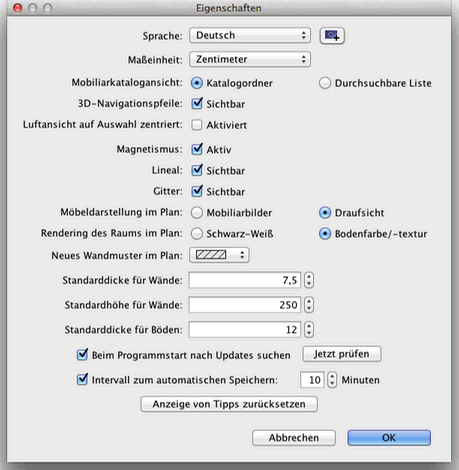 Eigenschaften
Sprache: Deutsch
Maßeinheit: Zentimeter
Mobiliarkatalogansicht: Katalogordner Durchsuchbare Liste
3D-Navigationspfeile: Sichtbar
Luftansicht auf Auswahl zentriert: Aktiviert
Magnetismus: Aktiv
Lineal: Sichtbar
Gitter: Sichtbar
Möbeldarstellung im Plan: Mobiliarbilder Draufsicht
Rendering des Raums im Plan: Schwarz-Weiß Bodenfarbe/-textur
Neues Wandmuster im Plan:
Standarddicke für Wände: 7,5
Standardhöhe für Wände: 250
Standarddicke für Böden: 12
Beim Programmstart nach Updates suchen Jetzt prüfen
Intervall zum automatischen Speichern: 10 Minuten
Anzeige von Tipps zurücksetzen
Abbrechen OK